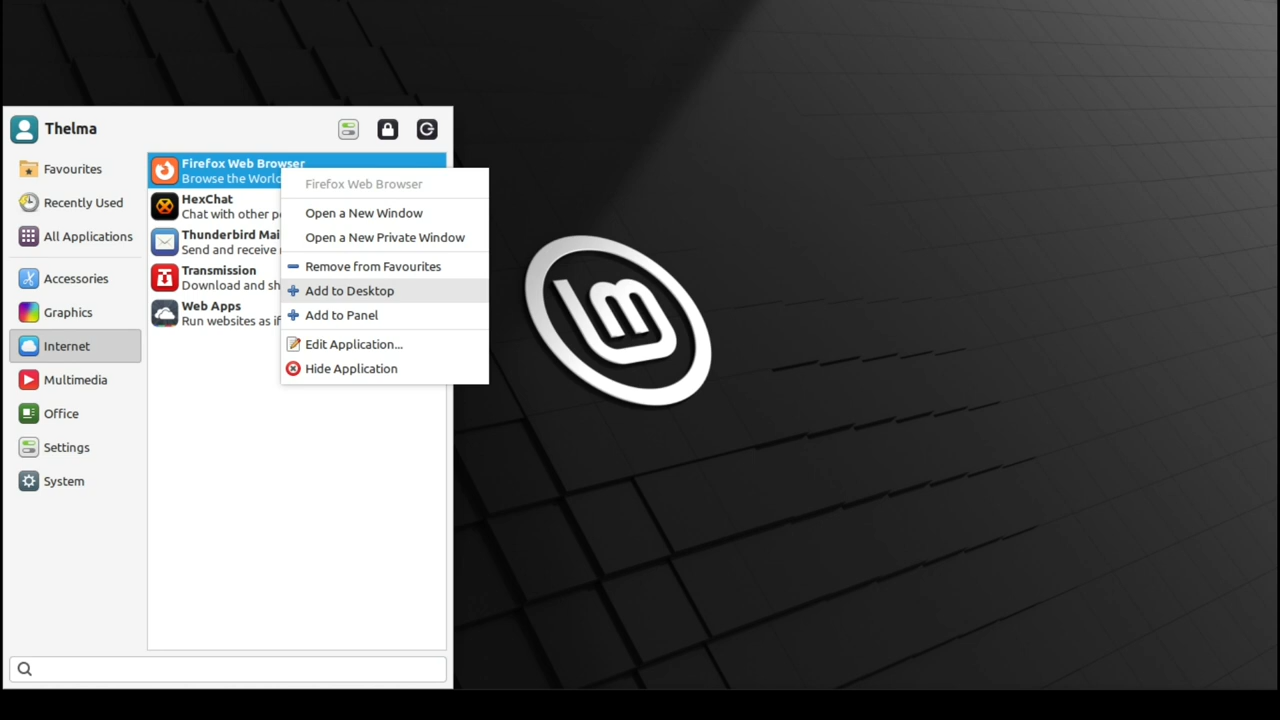 Thelma
Favourites
Recently Used
All Applications
Accessories
Graphics
Internet
Multimedia
Office
Settings
System
Firefox Web Browser
Browse the World
HexChat
Chat with other
Thunderbird Mai
Send and receive
Transmission
Download and sh
Web Apps
Run websites as if
Firefox Web Browser
Open a New Window
Open a New Private Window
Remove from Favourites
Add to Desktop
Add to Panel
Edit Application...
Hide Application
lm